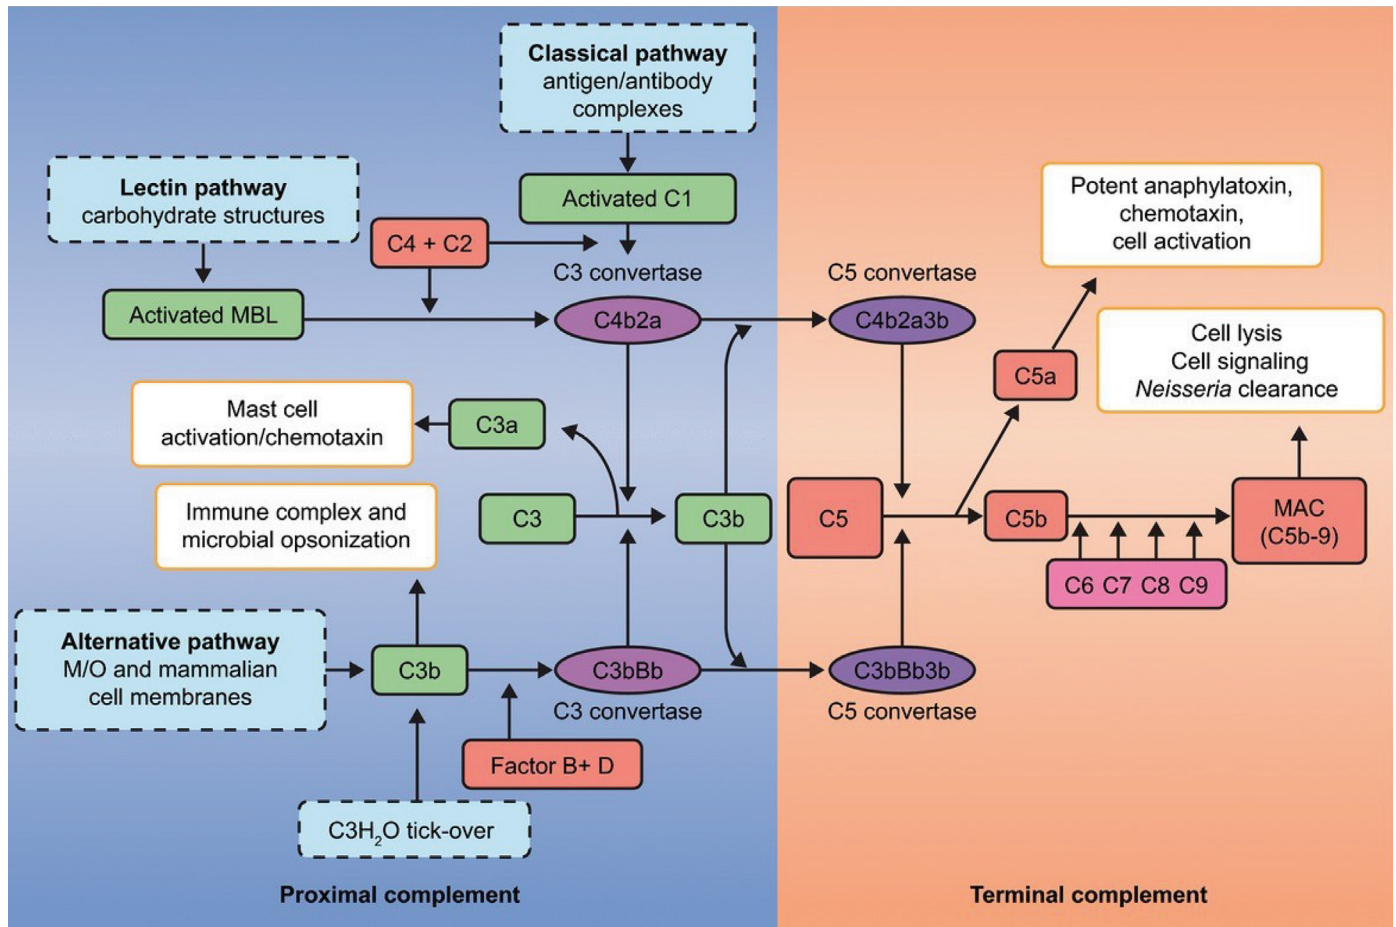 Classical pathway
antigen/antibody
complexes
Lectin pathway
carbohydrate structures
Activated C1
C4 + C2
C3 convertase
Activated MBL
C4b2a
C5 convertase
C4b2a3b
Potent anaphylatoxin,
chemotaxin,
cell activation
Cell lysis
Cell signaling
Neisseria clearance
C5a
Mast cell
activation/chemotaxin
C3a
Immune complex and
microbial opsonization
C3
C3b
C5
C5b
MAC
(C5b-9)
C6 C7 C8 C9
Alternative pathway
M/O and mammalian
cell membranes
C3b
C3bBb
C3 convertase
C3bBb3b
C5 convertase
Factor B+ D
C3H₂O tick-over
Proximal complement
Terminal complement